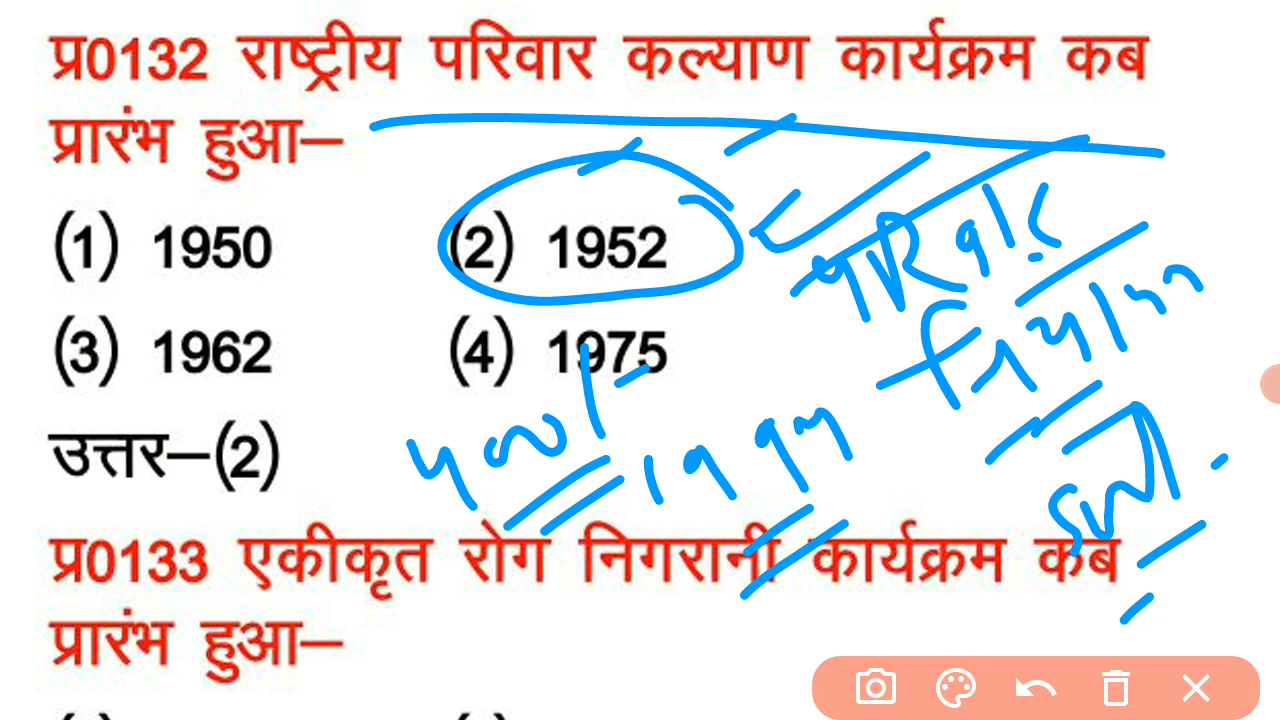 प्र0132 राष्ट्रीय परिवार कल्याण कार्यक्रम कब
प्रारंभ हुआ–
(1) 1950 (2) 1952
(3) 1962 (4) 1975
उत्तर–(2)
प्र0133 एकीकृत रोग निगरानी कार्यक्रम कब
प्रारंभ हुआ–